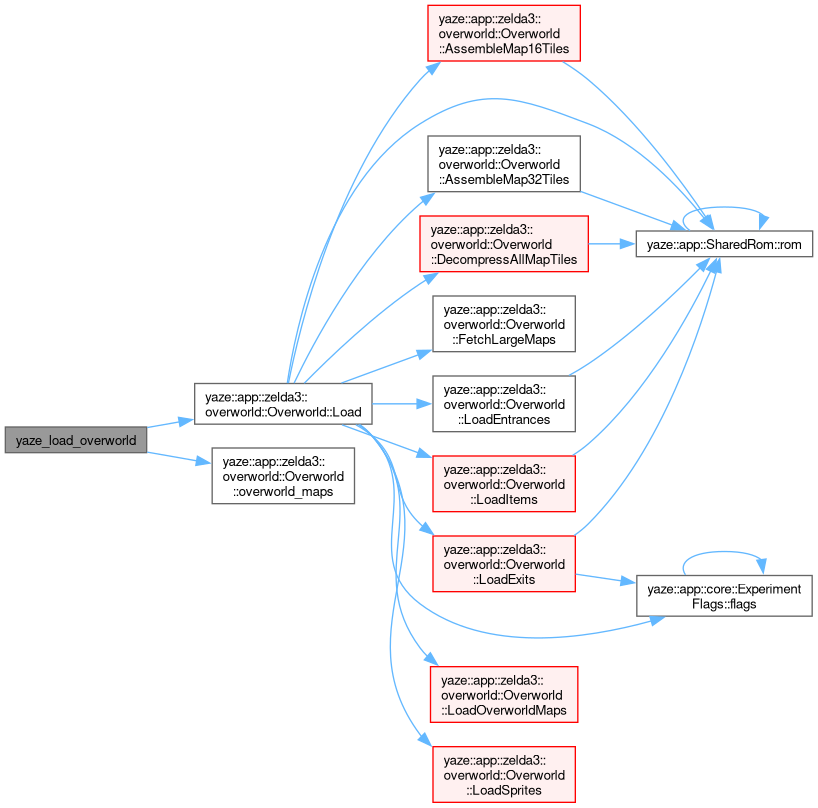 yaze_load_overworld
yaze::app::zelda3::
overworld::Overworld::Load
yaze::app::zelda3::
overworld::Overworld
::overworld_maps
yaze::app::zelda3::
overworld::Overworld
::AssembleMap16Tiles
yaze::app::zelda3::
overworld::Overworld
::AssembleMap32Tiles
yaze::app::zelda3::
overworld::Overworld
::DecompressAllMapTiles
yaze::app::zelda3::
overworld::Overworld
::FetchLargeMaps
yaze::app::zelda3::
overworld::Overworld
::LoadEntrances
yaze::app::zelda3::
overworld::Overworld
::LoadItems
yaze::app::zelda3::
overworld::Overworld
::LoadExits
yaze::app::zelda3::
overworld::Overworld
::LoadOverworldMaps
yaze::app::zelda3::
overworld::Overworld
::LoadSprites
yaze::app::SharedRom::rom
yaze::app::core::Experiment
Flags::flags